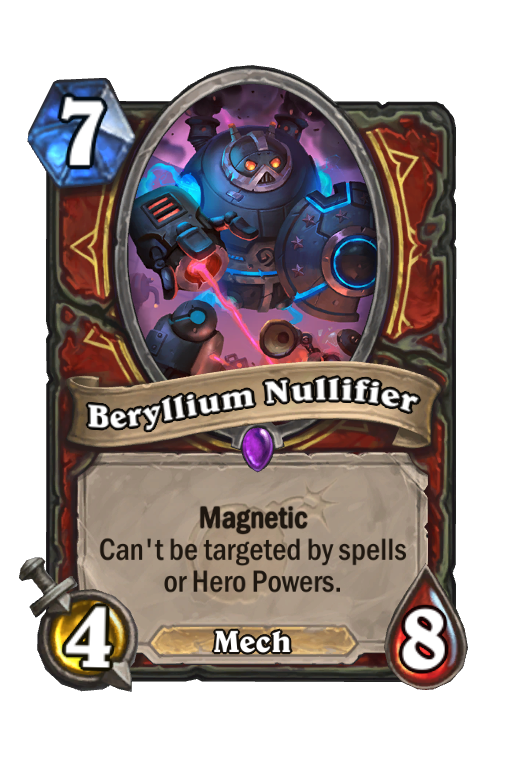 7
Beryllium Nullifier
Magnetic
Can't be targeted by spells
or Hero Powers.
4
Mech
8